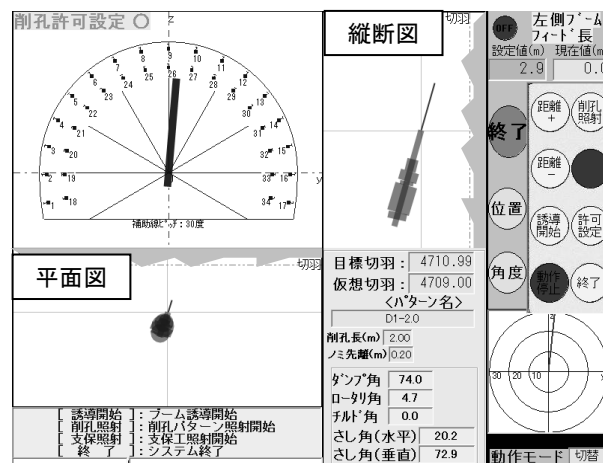 削孔許可設定 ○
z
y
1
2
3
4
5
6
7
8
9
10
11
12
13
14
15
16
17
18
19
20
21
22
23
24
25
26
27
28
29
30
31
32
33
34
補助線ピッチ:30度
縦断図
切羽
平面図
切羽
[ 誘導開始 ]:ブーム誘導開始
[ 削孔照射 ]:削孔パターン照射開始
[ 支保照射 ]:支保工照射開始
[ 終 了 ]:システム終了
目標切羽: 4710.99
仮想切羽: 4709.00
<パターン名>
D1-2.0
削孔長(m) 2.00
ノミ先離(m) 0.20
ダンプ角 74.0
ロータリ角 4.7
チルト角 0.0
さし角(水平) 20.2
さし角(垂直) 72.9
OFF
左側ブーム
フィード長
設定値(m) 現在値(m
2.9 0.0
終了
位置
角度
距離
+
削孔
照射
距離
-
誘導
開始
許可
設定
動作
停止
終了
30 20 10
z
動作モード 切替